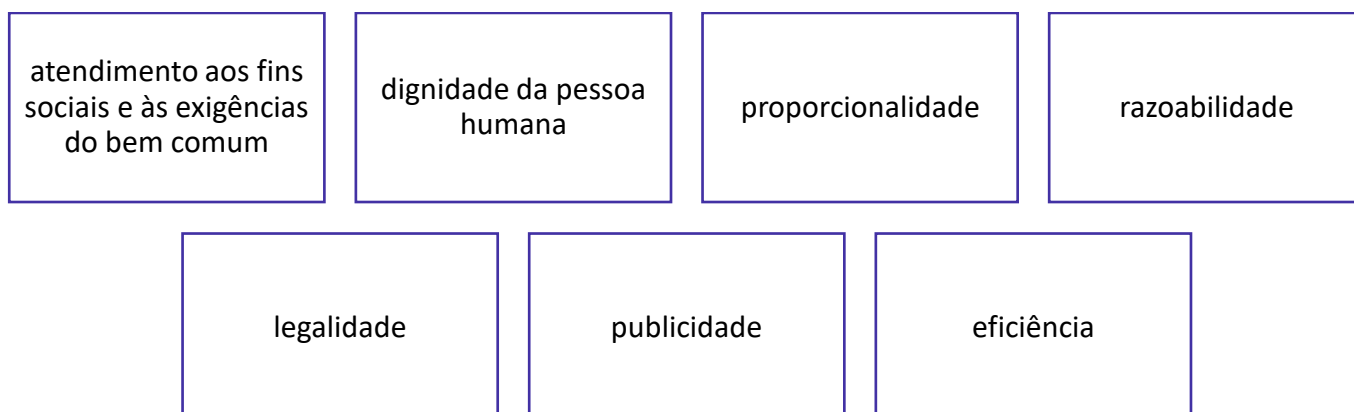 atendimento aos fins
sociais e às exigências
do bem comum
dignidade da pessoa
humana
proporcionalidade
razoabilidade
legalidade
publicidade
eficiência